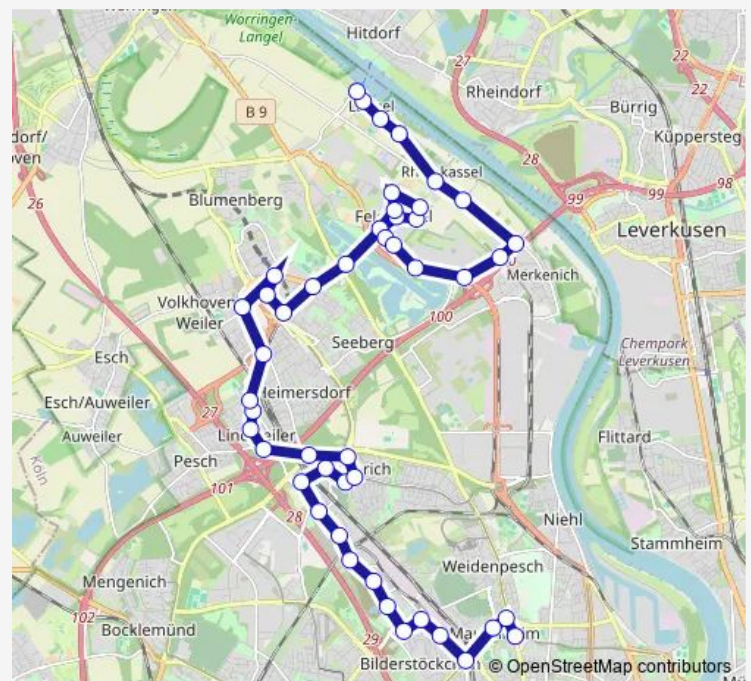 Worringen-
Langel
Hitdorf
27
22
22
Rheindorf
B 9
Bürrig
Küppersteg
28
99
99
98
26
Blumenberg
Leverkusen
Merkenich
Volkhoven
Weiler
100
Seeberg
Chempark
Leverkusen
Esch
Heimersdorf
Esch/Auweiler
27
Auweiler
Flittard
Pesch
Köln
101
28
Niehl
Stammheim
Weidenpesch
Mengenich
102
Bocklemünd
29
© OpenStreetMap contributors